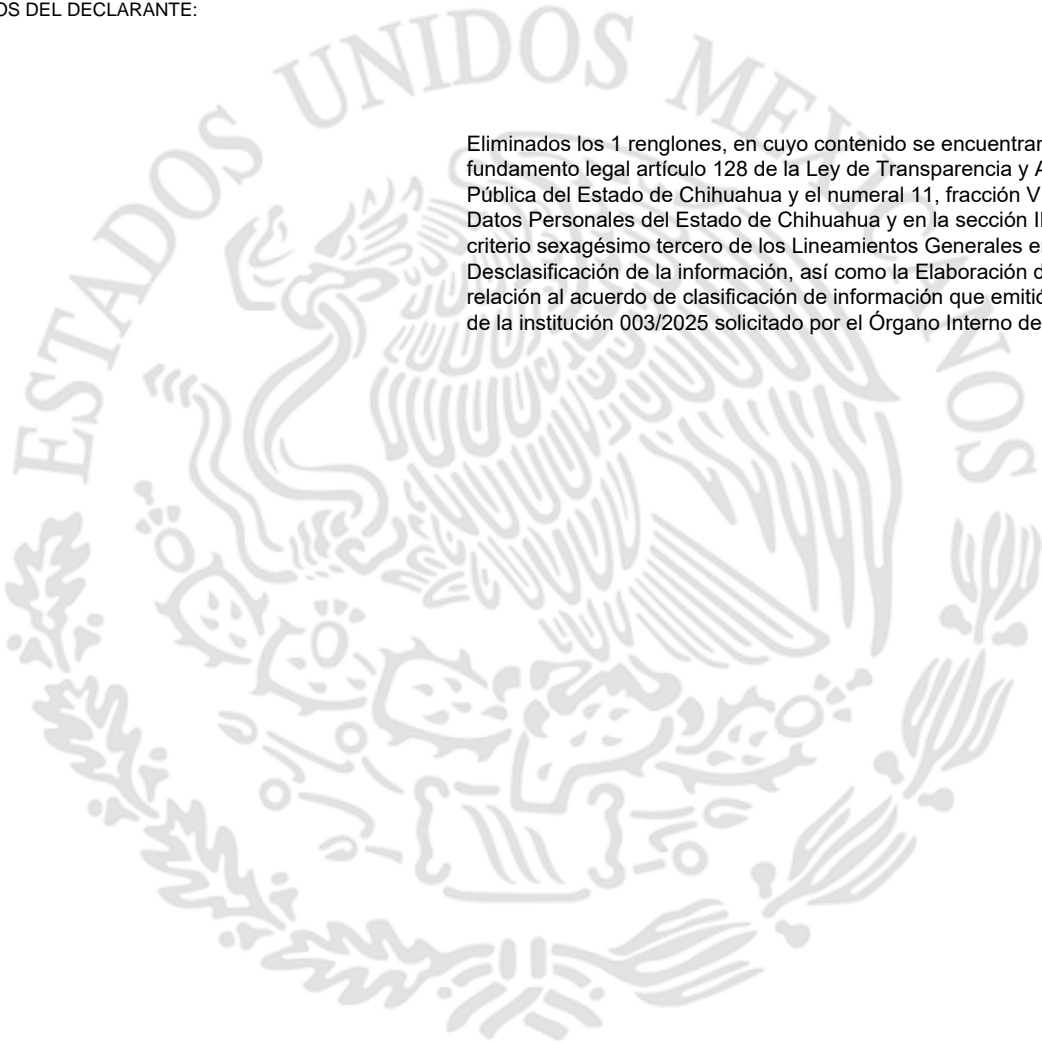 OS DEL DECLARANTE:
ESTADOS UNIDOS MEXICANOS
Eliminados los 1 renglones, en cuyo contenido se encuentran
fundamento legal artículo 128 de la Ley de Transparencia y A
Pública del Estado de Chihuahua y el numeral 11, fracción V
Datos Personales del Estado de Chihuahua y en la sección
criterio sexagésimo tercero de los Lineamientos Generales
Desclasificación de la información, así como la Elaboración d
relación al acuerdo de clasificación de información que emitió
de la institución 003/2025 solicitado por el Órgano Interno de